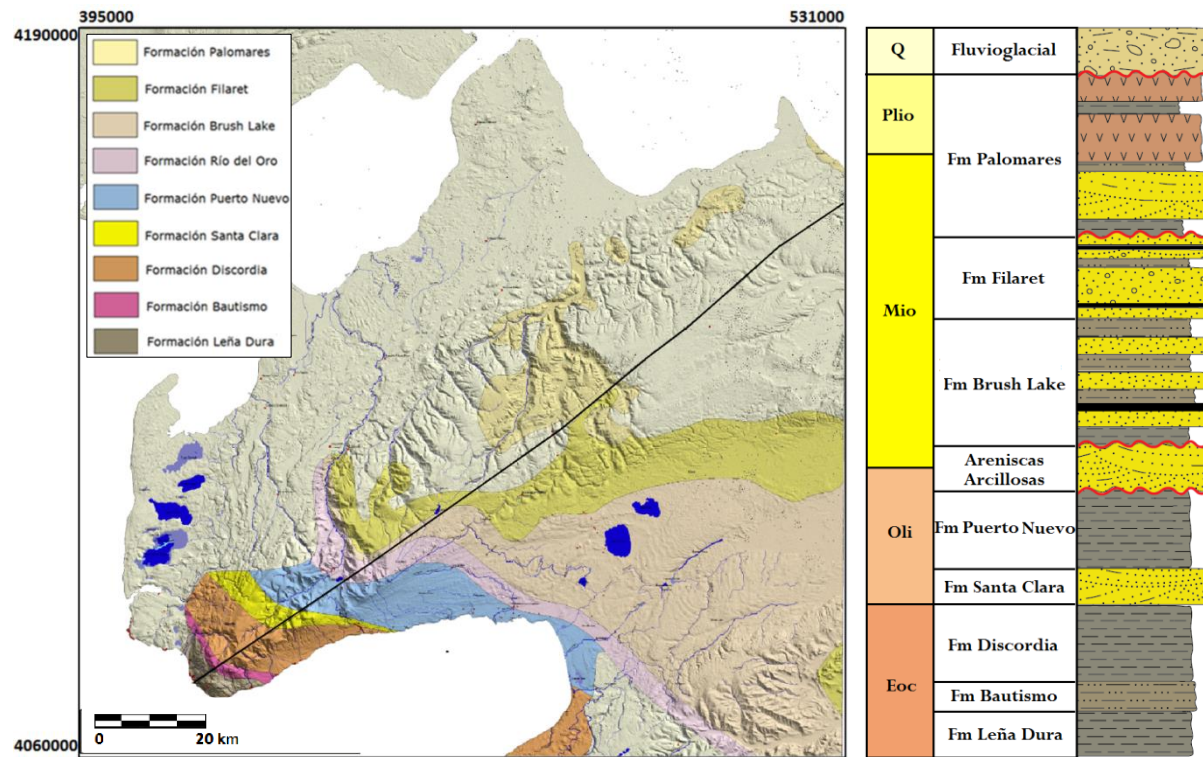 395000
531000
4190000
Formación Palomares
Formación Filaret
Formación Brush Lake
Formación Río del Oro
Formación Puerto Nuevo
Formación Santa Clara
Formación Discordia
Formación Bautismo
Formación Leña Dura
0
20 km
4060000
Q
Fluvioglacial
Plio
Fm Palomares
Mio
Fm Filaret
Fm Brush Lake
Areniscas
Arcillosas
Oli
Fm Puerto Nuevo
Fm Santa Clara
Eoc
Fm Discordia
Fm Bautismo
Fm Leña Dura